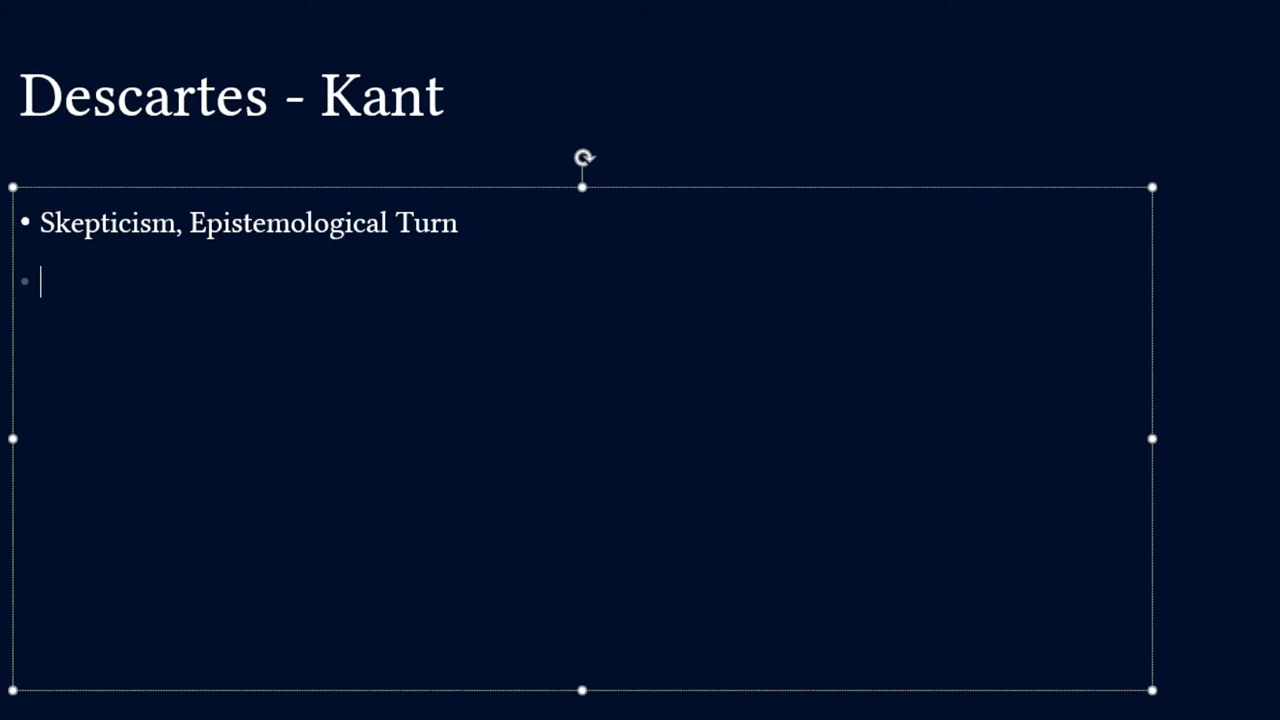 Descartes - Kant
• Skepticism, Epistemological Turn